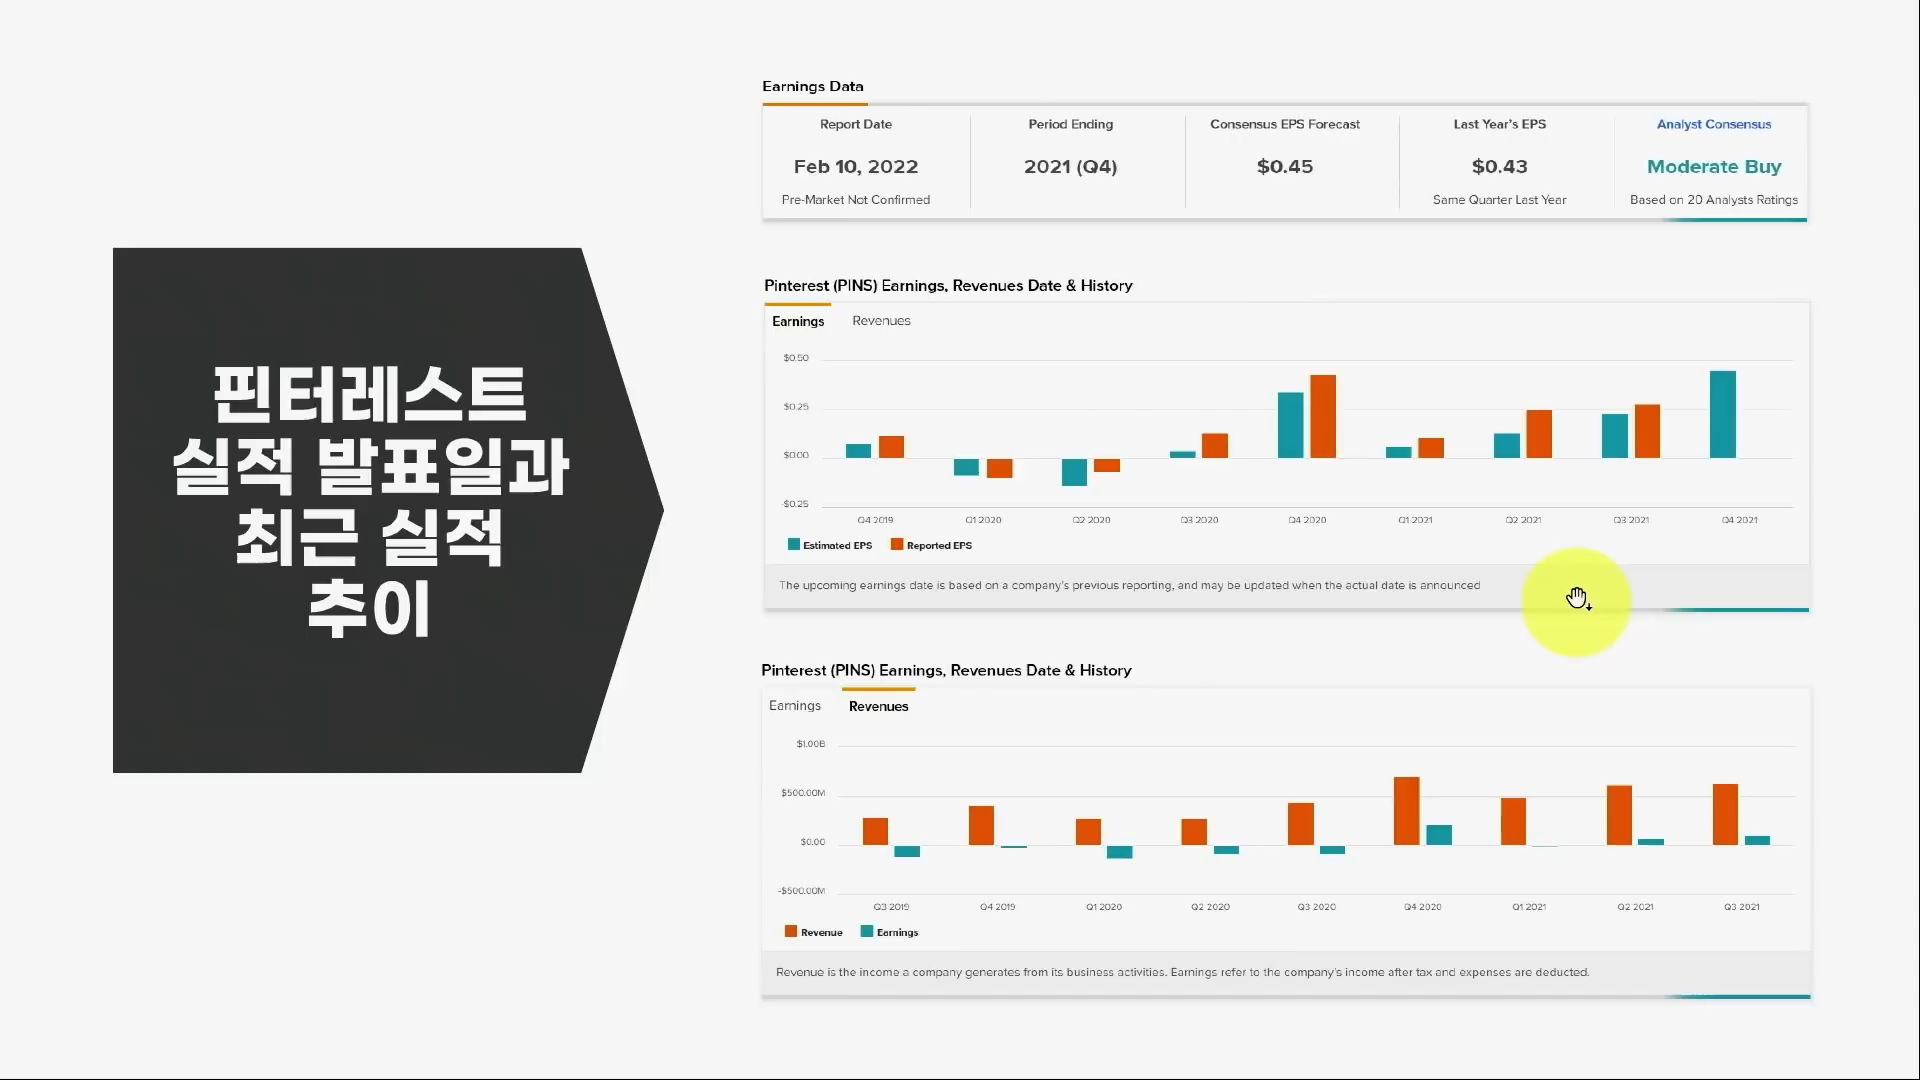 핀터레스트
실적 발표일과
최근 실적
추이
Earnings Data
Report Date
Feb 10, 2022
Pre-Market Not Confirmed
Period Ending
2021 (Q4)
Consensus EPS Forecast
$0.45
Last Year's EPS
$0.43
Same Quarter Last Year
Analyst Consensus
Moderate Buy
Based on 20 Analysts Ratings
Pinterest (PINS) Earnings, Revenues Date & History
Earnings Revenues
$0.50
$0.25
$0.00
-$0.25
Q4 2019 Q1 2020 Q2 2020 Q3 2020 Q4 2020 Q1 2021 Q2 2021 Q3 2021 Q4 2021
Estimated EPS Reported EPS
The upcoming earnings date is based on a company's previous reporting, and may be updated when the actual date is announced
Pinterest (PINS) Earnings, Revenues Date & History
Earnings Revenues
$1.00B
$500.00M
$0.00
-$500.00M
Q3 2019 Q4 2019 Q1 2020 Q2 2020 Q3 2020 Q4 2020 Q1 2021 Q2 2021 Q3 2021
Revenue Earnings
Revenue is the income a company generates from its business activities. Earnings refer to the company's income after tax and expenses are deducted.